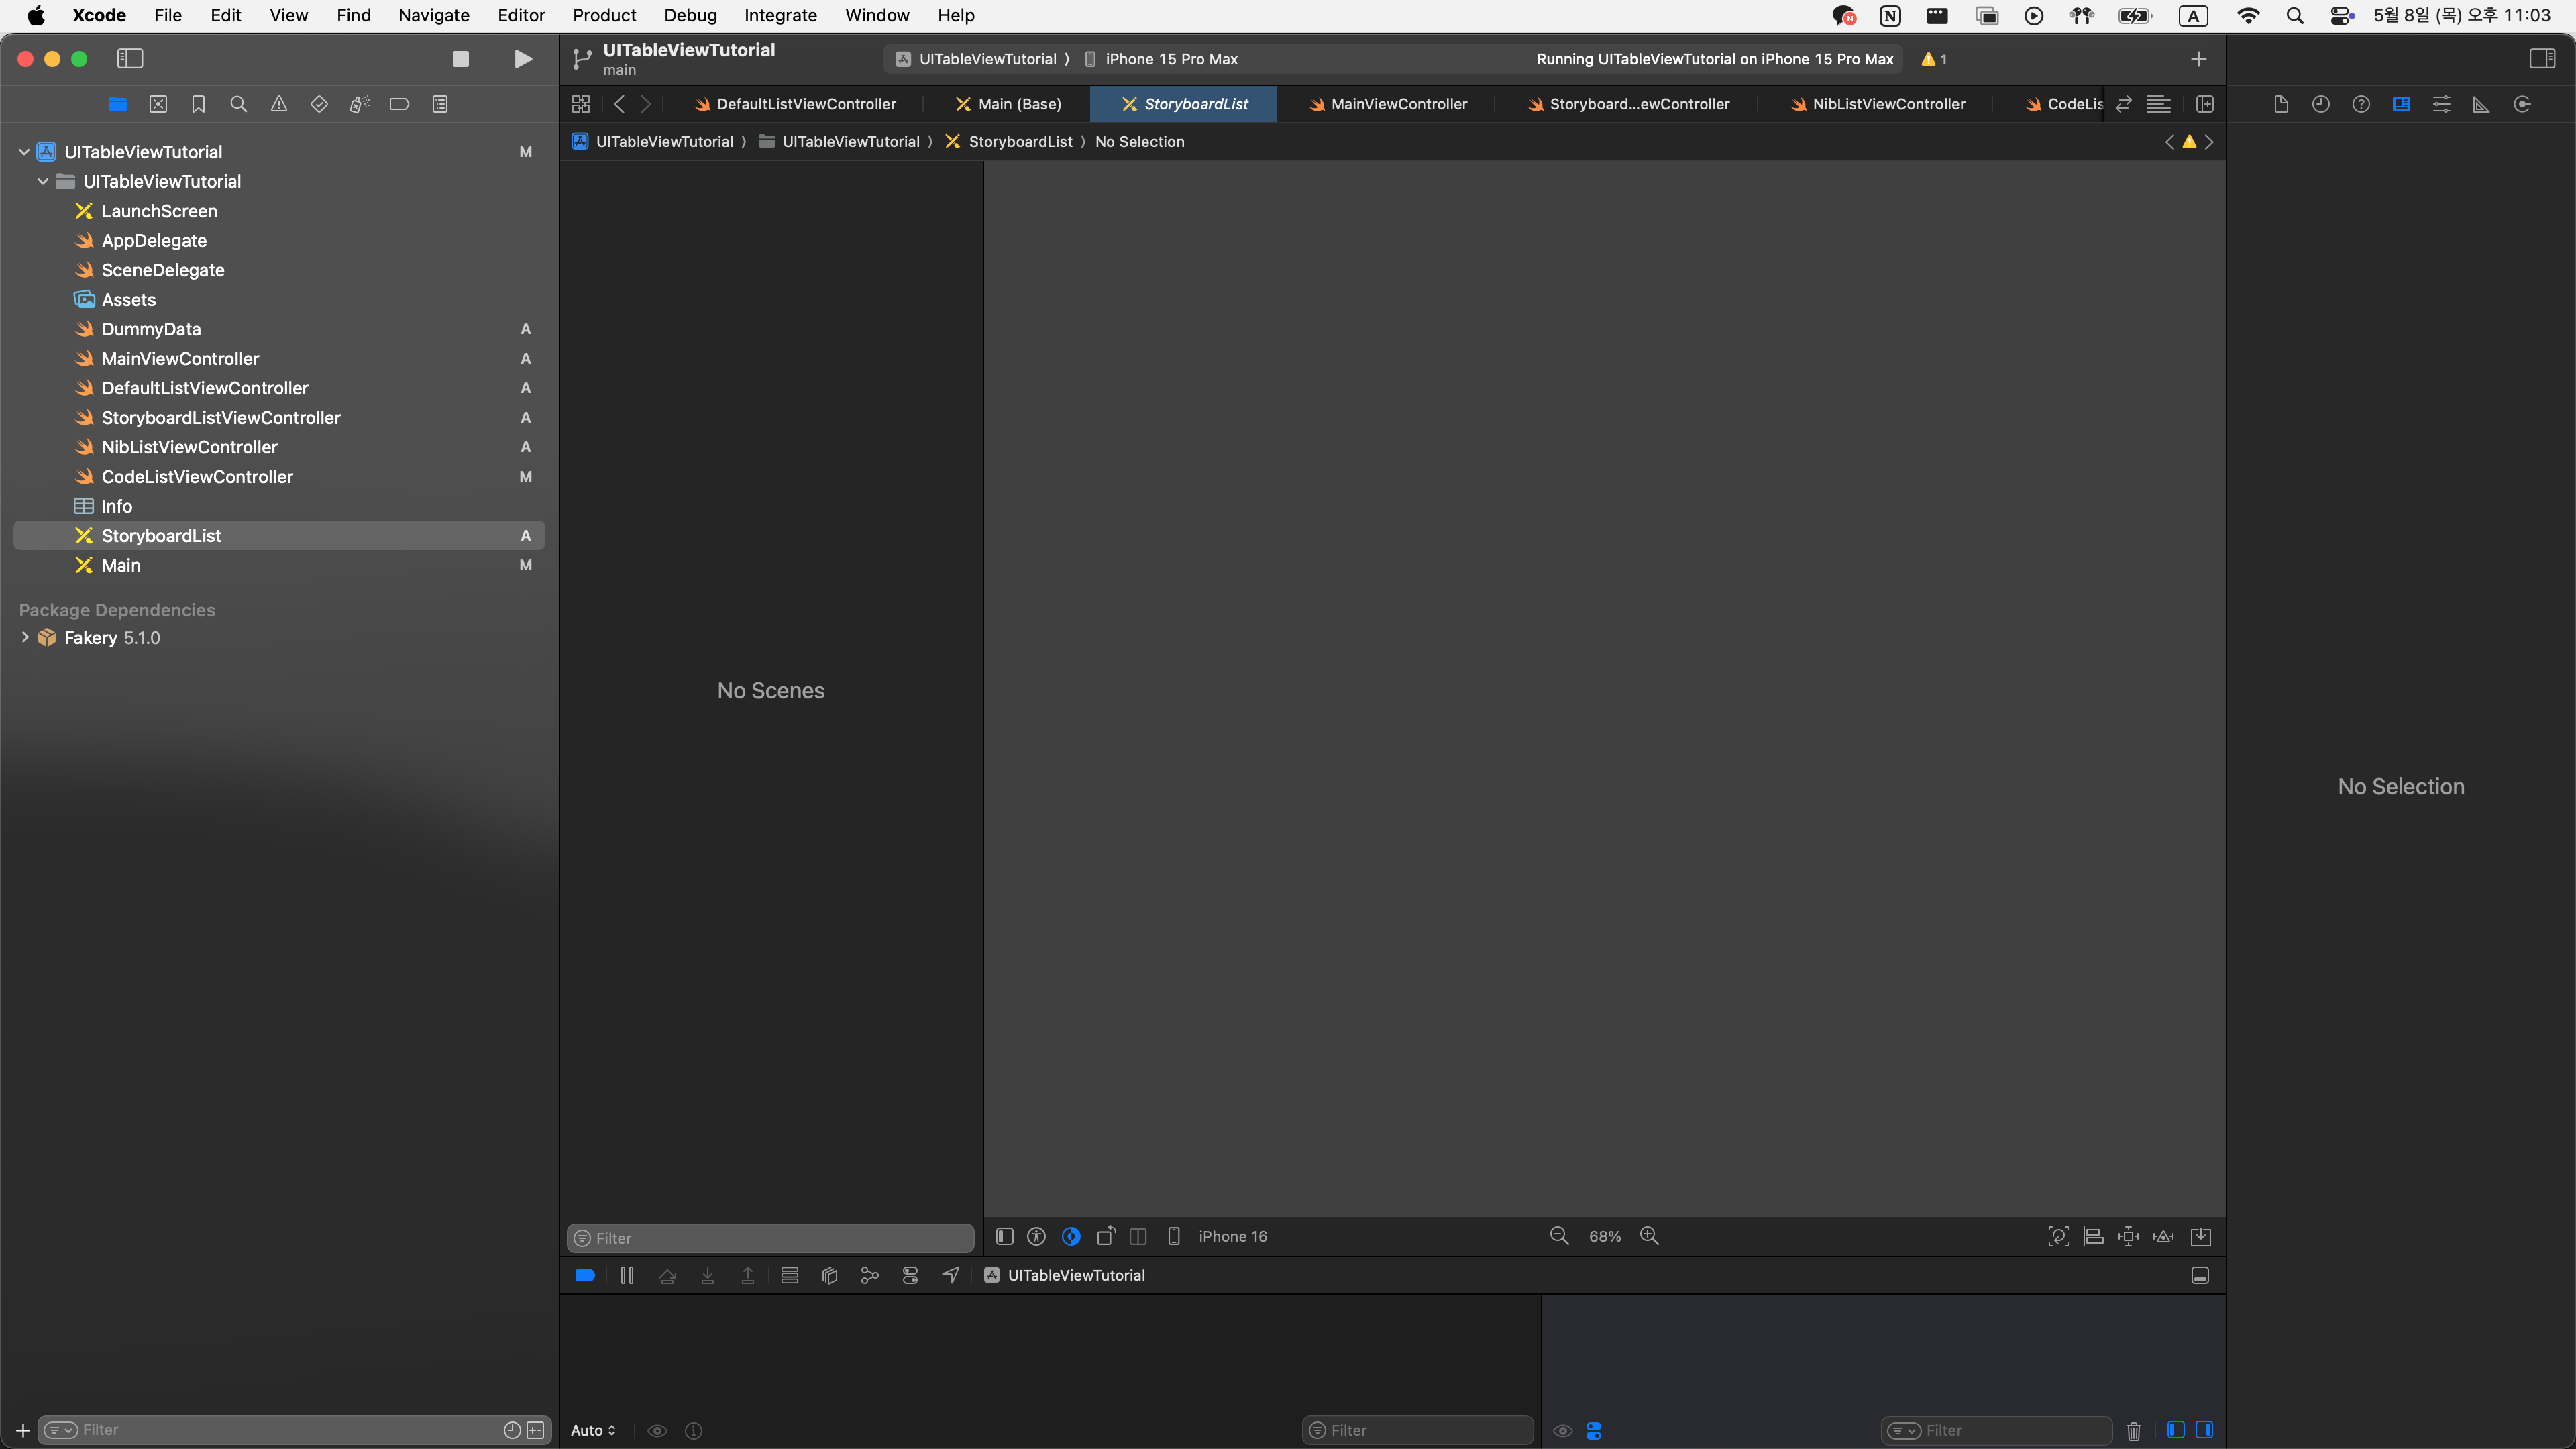 Xcode File Edit View Find Navigate Editor Product Debug Integrate Window Help N N A 5월 8일 (목) 오후 11:03
UITableViewTutorial
main
UITableViewTutorial 〉 iPhone 15 Pro Max
Running UITableViewTutorial on iPhone 15 Pro Max 1
DefaultListViewController Main (Base) StoryboardList MainViewController Storyboard...ewController NibListViewController CodeLis
UITableViewTutorial 〉 UITableViewTutorial 〉 StoryboardList 〉 No Selection
UITableViewTutorial M
UITableViewTutorial
LaunchScreen
AppDelegate
SceneDelegate
Assets
DummyData A
MainViewController A
DefaultListViewController A
StoryboardListViewController A
NibListViewController A
CodeListViewController M
Info
StoryboardList A
Main M
Package Dependencies
Fakery 5.1.0
No Scenes
No Selection
Filter
iPhone 16
68%
UITableViewTutorial
Filter
Auto
Filter
Filter